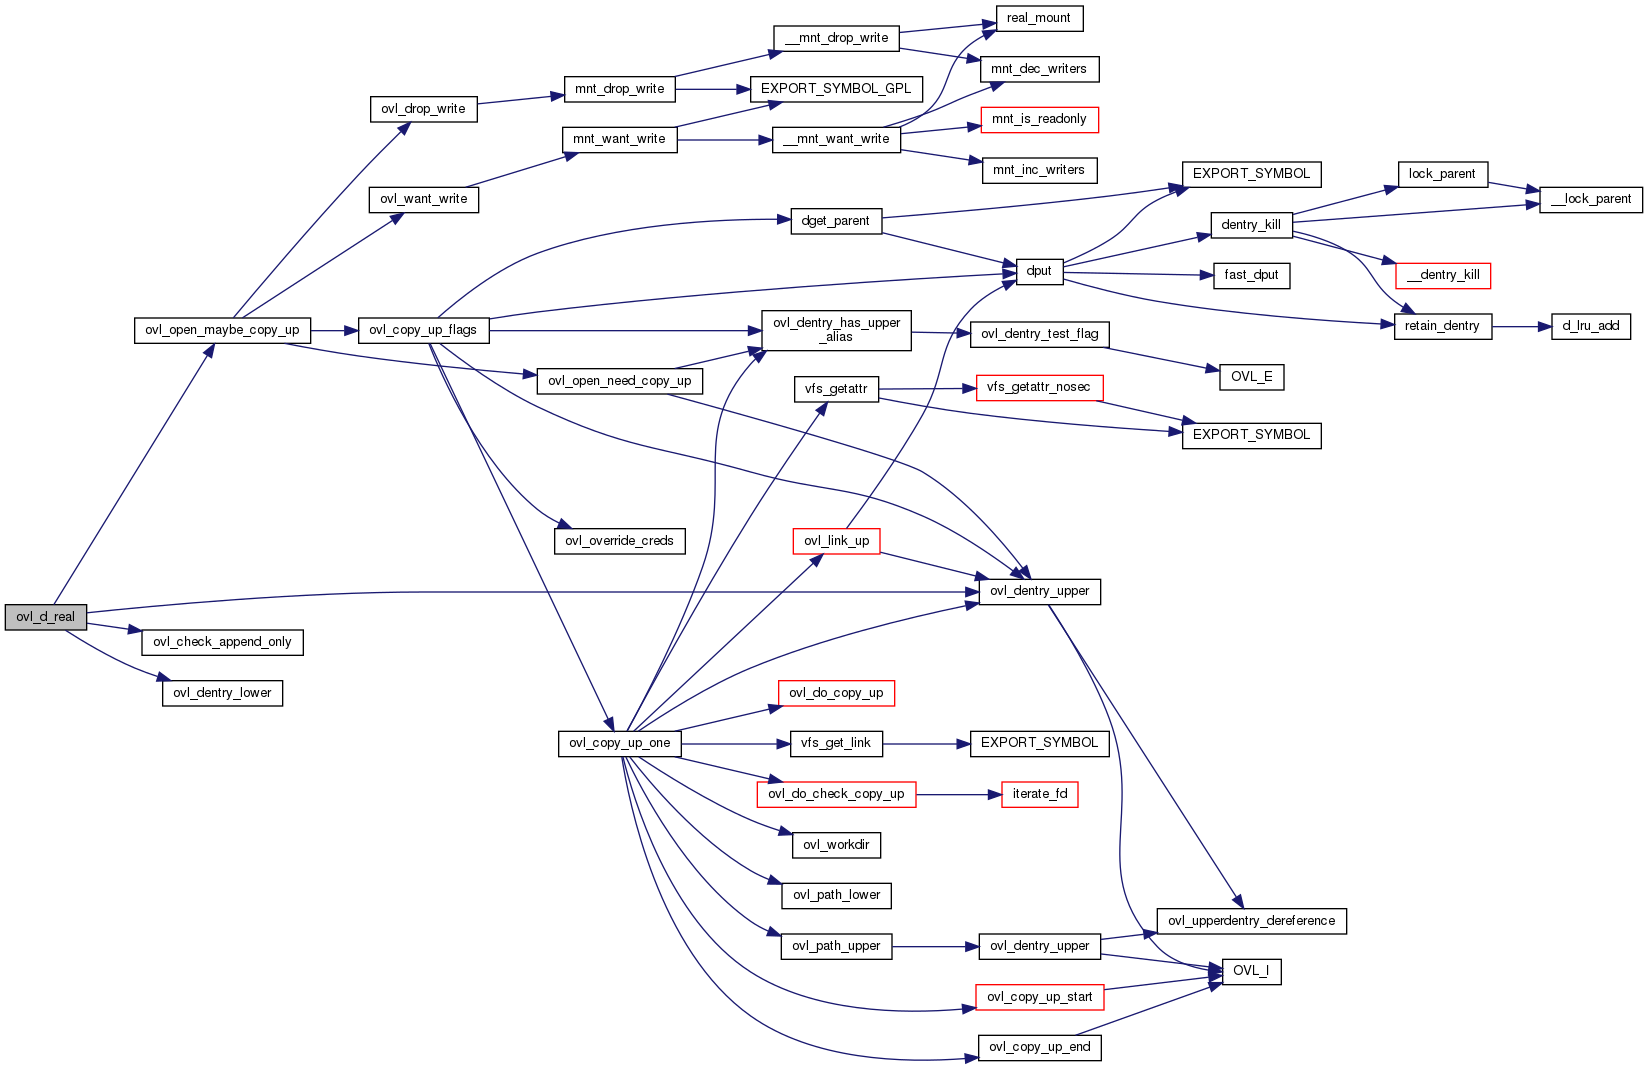 real_mount
__mnt_drop_write
mnt_dec_writers
mnt_drop_write
EXPORT_SYMBOL_GPL
ovl_drop_write
mnt_is_readonly
mnt_want_write
__mnt_want_write
mnt_inc_writers
EXPORT_SYMBOL
lock_parent
ovl_want_write
__lock_parent
dget_parent
dentry_kill
dput
fast_dput
__dentry_kill
ovl_open_maybe_copy_up
ovl_copy_up_flags
ovl_dentry_has_upper
_alias
ovl_dentry_test_flag
retain_dentry
d_lru_add
ovl_open_need_copy_up
OVL_E
vfs_getattr
vfs_getattr_nosec
EXPORT_SYMBOL
ovl_override_creds
ovl_link_up
ovl_dentry_upper
ovl_d_real
ovl_check_append_only
ovl_dentry_lower
ovl_do_copy_up
ovl_copy_up_one
vfs_get_link
EXPORT_SYMBOL
ovl_do_check_copy_up
iterate_fd
ovl_workdir
ovl_path_lower
ovl_upperdentry_dereference
ovl_path_upper
ovl_dentry_upper
OVL_I
ovl_copy_up_start
ovl_copy_up_end